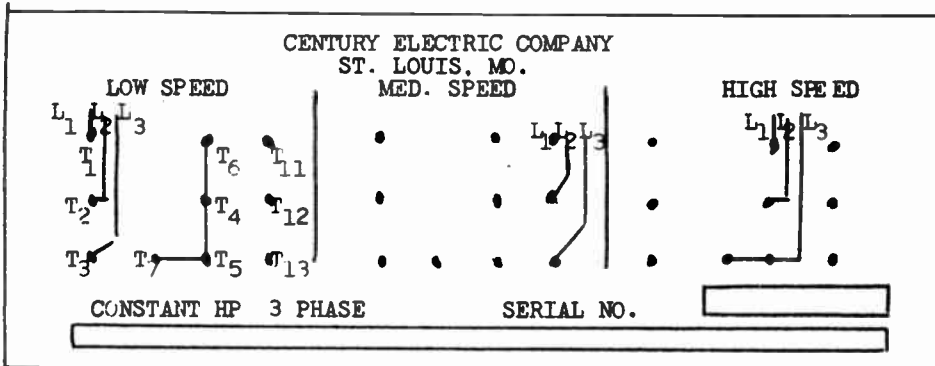 CENTURY ELECTRIC COMPANY
ST. LOUIS, MO.
LOW SPEED MED. SPEED HIGH SPEED
L1 L2 L3 L1 L2 L3 L1 L2 L3
T1 T6 T11
T2 T4 T12
T3 T7 T5 T13
CONSTANT HP 3 PHASE SERIAL NO.